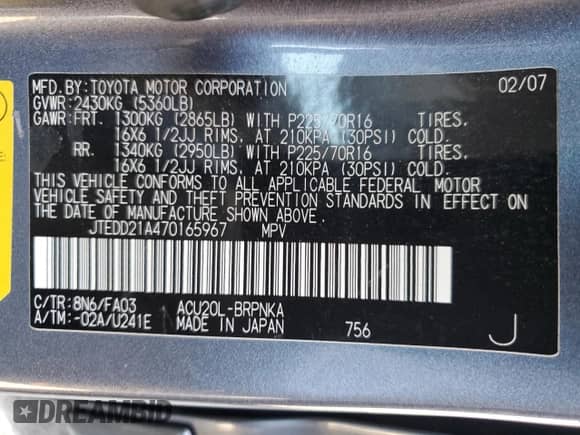 MFD.BY:TOYOTA MOTOR CORPORATION 02/07
GVWR:2430KG (5360LB)
GAWR:FRT. 1300KG (2865LB) WITH P225/70R16 TIRES,
16X6 1/2JJ RIMS, AT 210KPA (30PSI) COLD.
RR. 1340KG (2950LB) WITH P225/70R16 TIRES,
16X6 1/2JJ RIMS, AT 210KPA (30PSI) COLD.
THIS VEHICLE CONFORMS TO ALL APPLICABLE FEDERAL MOTOR
VEHICLE SAFETY AND THEFT PREVENTION STANDARDS IN EFFECT ON
THE DATE OF MANUFACTURE SHOWN ABOVE.
JTEDD21A470165967 MPV
C/TR:8N6/FA03 ACU20L-BRPNKA
A/TM:-02A/U241E MADE IN JAPAN 756 J
DREAMBID